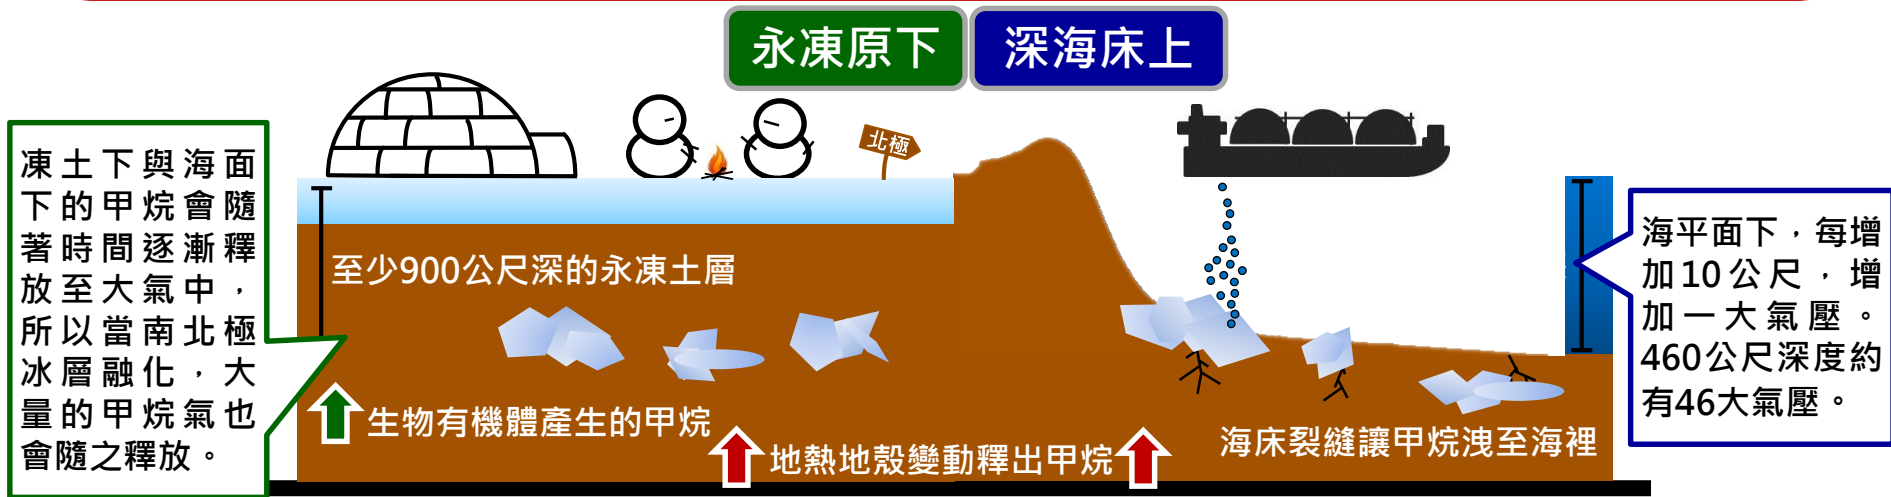 永凍原下
深海床上
北極
凍土下與海面
下的甲烷會隨
著時間逐漸釋
放至大氣中，
所以當南北極
冰層融化，大
量的甲烷氣也
會隨之釋放。
至少900公尺深的永凍土層
海平面下，每增
加10公尺，增
加一大氣壓。
460公尺深度約
有46大氣壓。
生物有機體產生的甲烷
地熱地殼變動釋出甲烷
海床裂縫讓甲烷洩至海裡